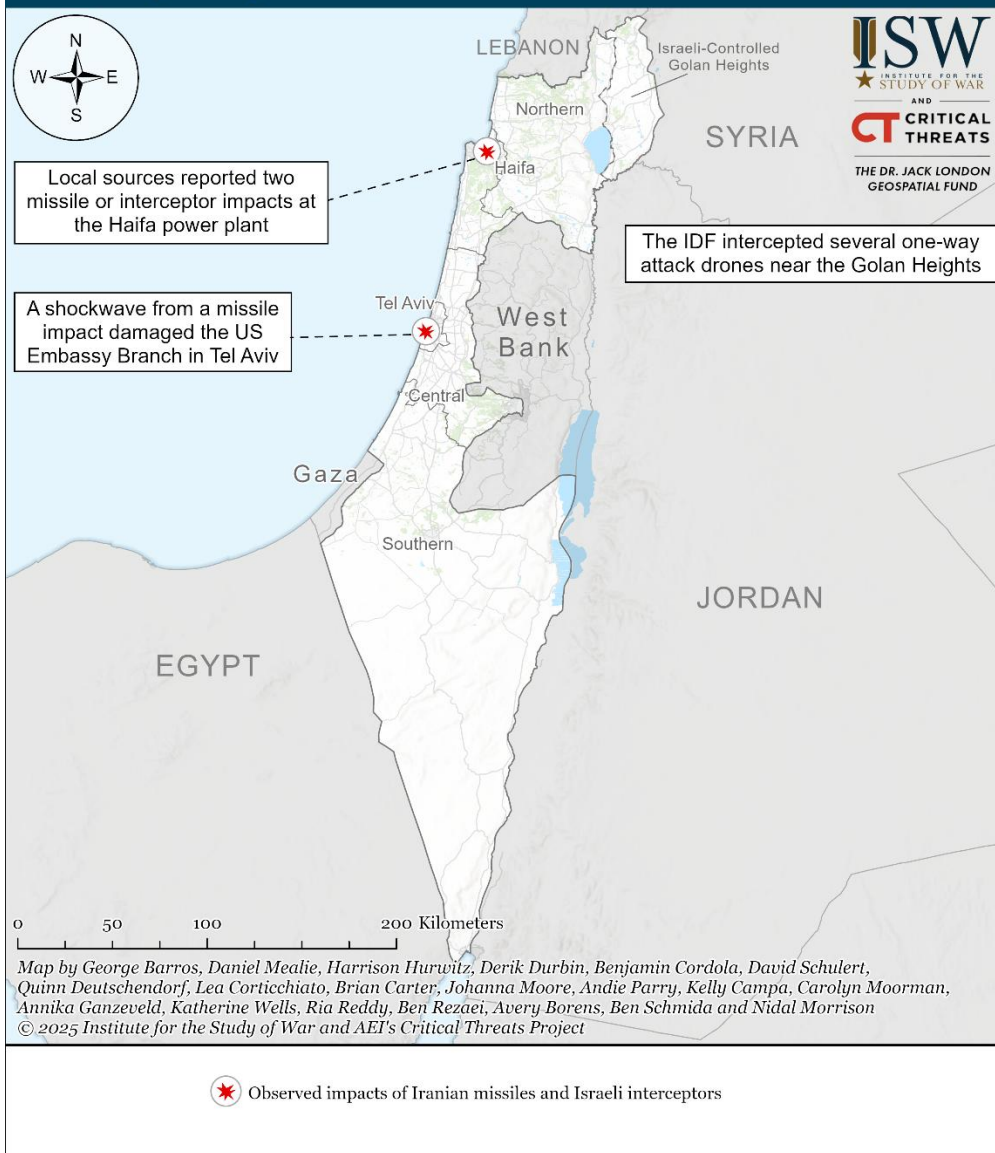 N
W E
S
LEBANON
Israeli-Controlled
Golan Heights
ISW
INSTITUTE FOR THE
STUDY OF WAR
AND
CT CRITICAL
THREATS
THE DR. JACK LONDON
GEOSPATIAL FUND
Northern
SYRIA
Haifa
Local sources reported two
missile or interceptor impacts at
the Haifa power plant
The IDF intercepted several one-way
attack drones near the Golan Heights
Tel Aviv
A shockwave from a missile
impact damaged the US
Embassy Branch in Tel Aviv
West
Bank
Central
Gaza
Southern
JORDAN
EGYPT
0 50 100 200 Kilometers
Map by George Barros, Daniel Mealie, Harrison Hurwitz, Derik Durbin, Benjamin Cordola, David Schulert,
Quinn Deutschendorf, Lea Corticchiato, Brian Carter, Johanna Moore, Andie Parry, Kelly Campa, Carolyn Moorman,
Annika Ganzeveld, Katherine Wells, Ria Reddy, Ben Rezaei, Avery Borens, Ben Schmida and Nidal Morrison
© 2025 Institute for the Study of War and AEI's Critical Threats Project
Observed impacts of Iranian missiles and Israeli interceptors